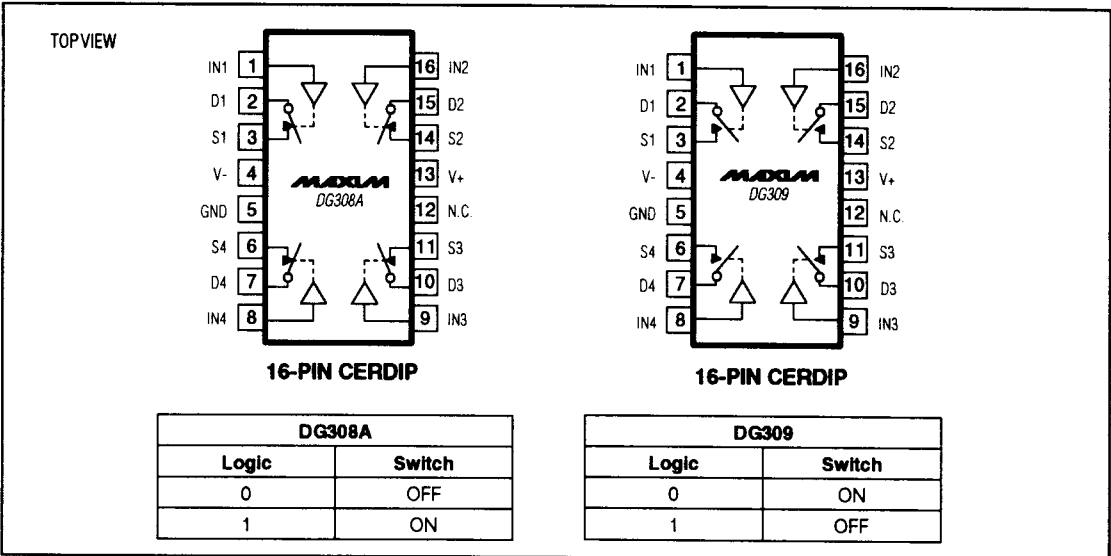 TOP VIEW
IN1 1 16 IN2
D1 2 15 D2
S1 3 14 S2
V- 4 13 V+
GND 5 12 N.C.
S4 6 11 S3
D4 7 10 D3
IN4 8 9 IN3
MAXIM
DG308A
16-PIN CERDIP
IN1 1 16 IN2
D1 2 15 D2
S1 3 14 S2
V- 4 13 V+
GND 5 12 N.C.
S4 6 11 S3
D4 7 10 D3
IN4 8 9 IN3
MAXIM
DG309
16-PIN CERDIP
DG308A
Logic Switch
0 OFF
1 ON
DG309
Logic Switch
0 ON
1 OFF